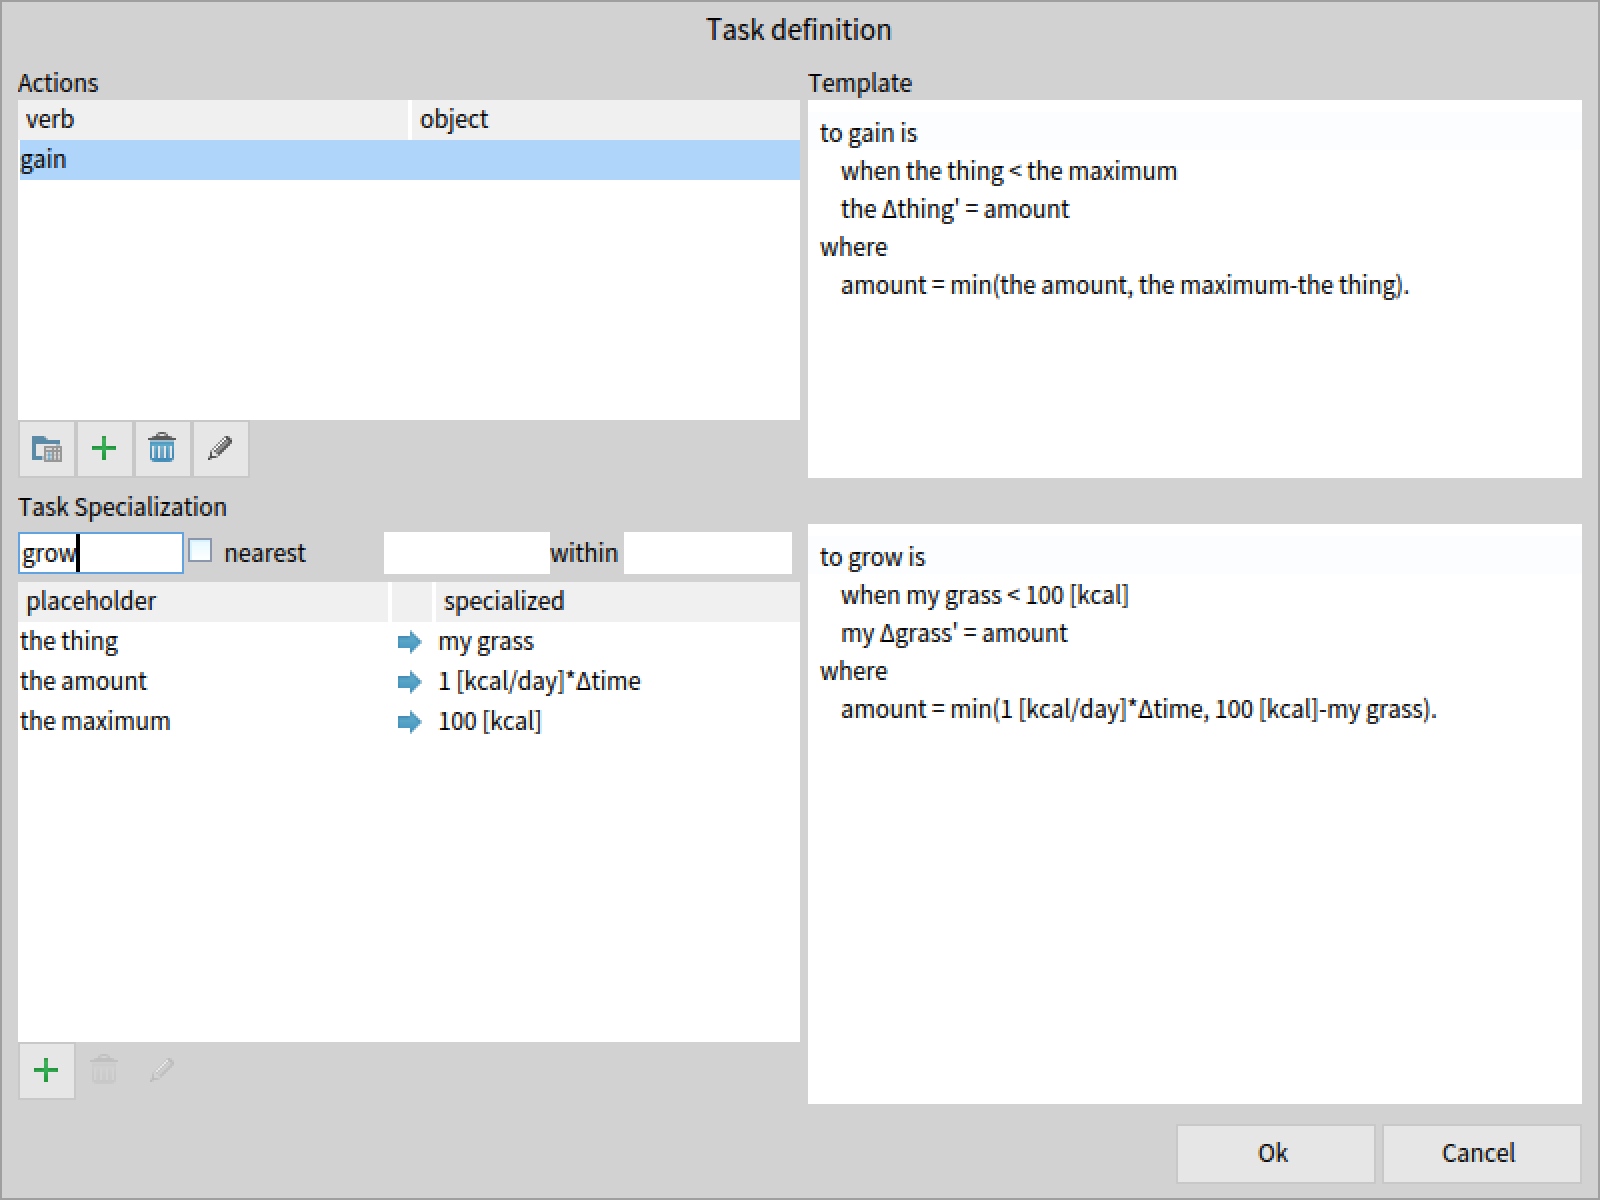 Task definition
Actions
verb object
gain
Template
to gain is
when the thing < the maximum
the Δthing' = amount
where
amount = min(the amount, the maximum-the thing).
Task Specialization
grow nearest within
placeholder specialized
the thing my grass
the amount 1 [kcal/day]*Δtime
the maximum 100 [kcal]
to grow is
when my grass < 100 [kcal]
my Δgrass' = amount
where
amount = min(1 [kcal/day]*Δtime, 100 [kcal]-my grass).
Ok Cancel